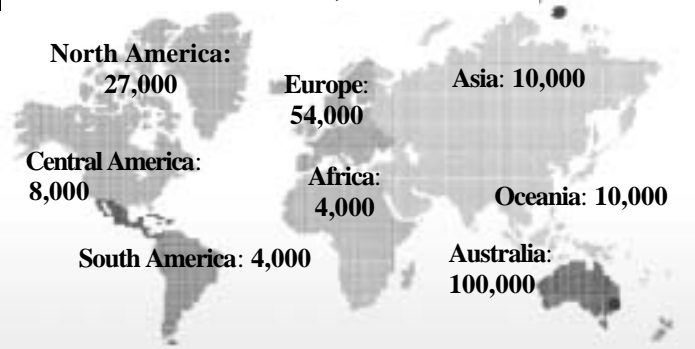 North America:
27,000
Europe:
54,000
Asia: 10,000
Central America:
8,000
Africa:
4,000
Oceania: 10,000
South America: 4,000
Australia:
100,000